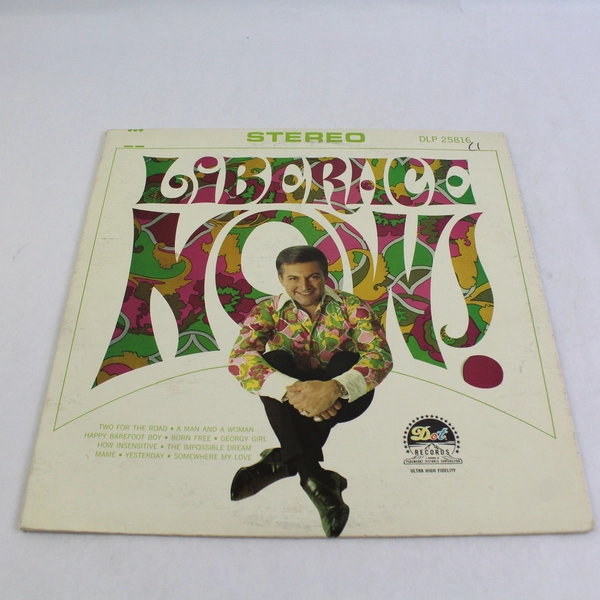 STEREO
DLP 25816
LIBERACE
NOW!
TWO FOR THE ROAD • A MAN AND A WOMAN
HAPPY BAREFOOT BOY • BORN FREE • GEORGY GIRL
HOW INSENSITIVE • THE IMPOSSIBLE DREAM
MAME • YESTERDAY • SOMEWHERE MY LOVE
Dot
RECORDS
ULTRA HIGH FIDELITY